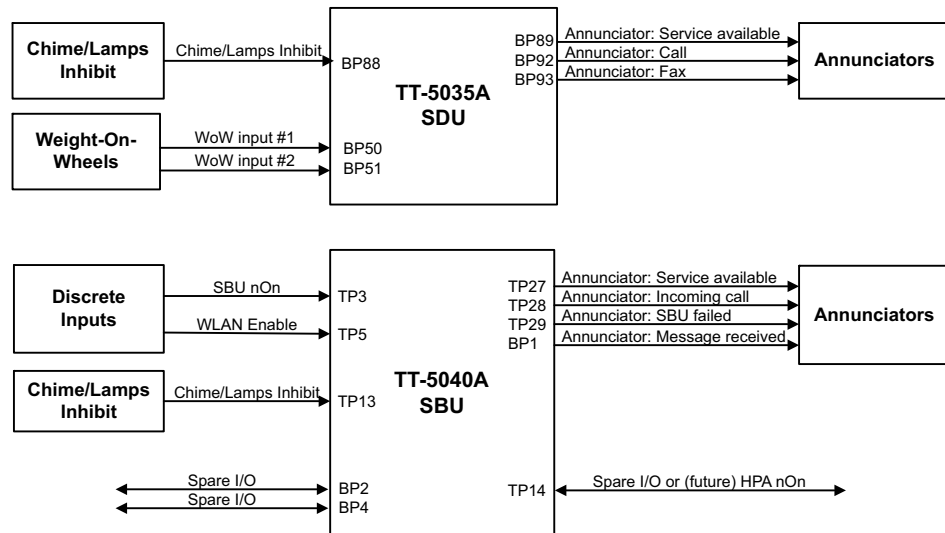 Chime/Lamps
Inhibit
Chime/Lamps Inhibit
BP88
Weight-On-
Wheels
WoW input #1
BP50
WoW input #2
BP51
TT-5035A
SDU
BP89
Annunciator: Service available
BP92
Annunciator: Call
BP93
Annunciator: Fax
Annunciators
Discrete
Inputs
SBU nOn
TP3
WLAN Enable
TP5
Chime/Lamps
Inhibit
Chime/Lamps Inhibit
TP13
Spare I/O
BP2
Spare I/O
BP4
TT-5040A
SBU
TP27
Annunciator: Service available
TP28
Annunciator: Incoming call
TP29
Annunciator: SBU failed
BP1
Annunciator: Message received
Annunciators
TP14
Spare I/O or (future) HPA nOn